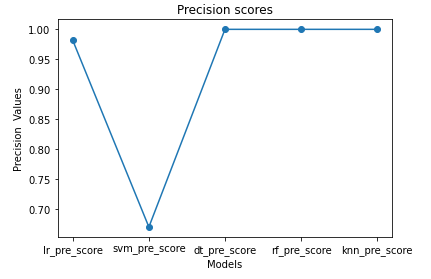 Precision scores
Precision Values
1.00
0.95
0.90
0.85
0.80
0.75
0.70
lr_pre_score svm_pre_score dt_pre_score rf_pre_score knn_pre_score
Models